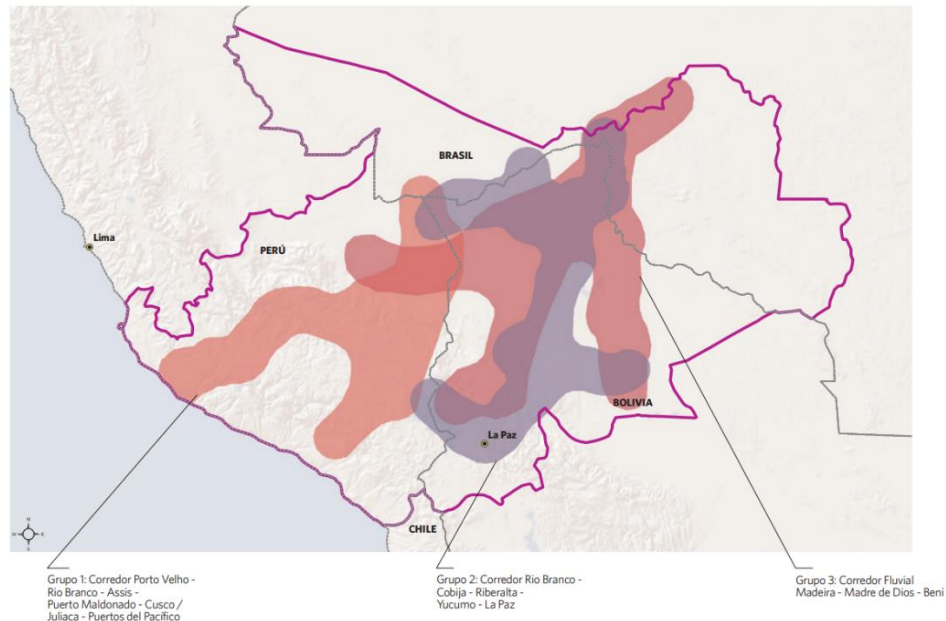 BRASIL
Lima
PERÚ
BOLIVIA
La Paz
CHILE
N
S
Grupo 1: Corredor Porto Velho -
Rio Branco - Assis -
Puerto Maldonado - Cusco /
Juliaca - Puertos del Pacífico
Grupo 2: Corredor Rio Branco -
Cobija - Riberalta -
Yucumo - La Paz
Grupo 3: Corredor Fluvial
Madeira - Madre de Dios - Beni